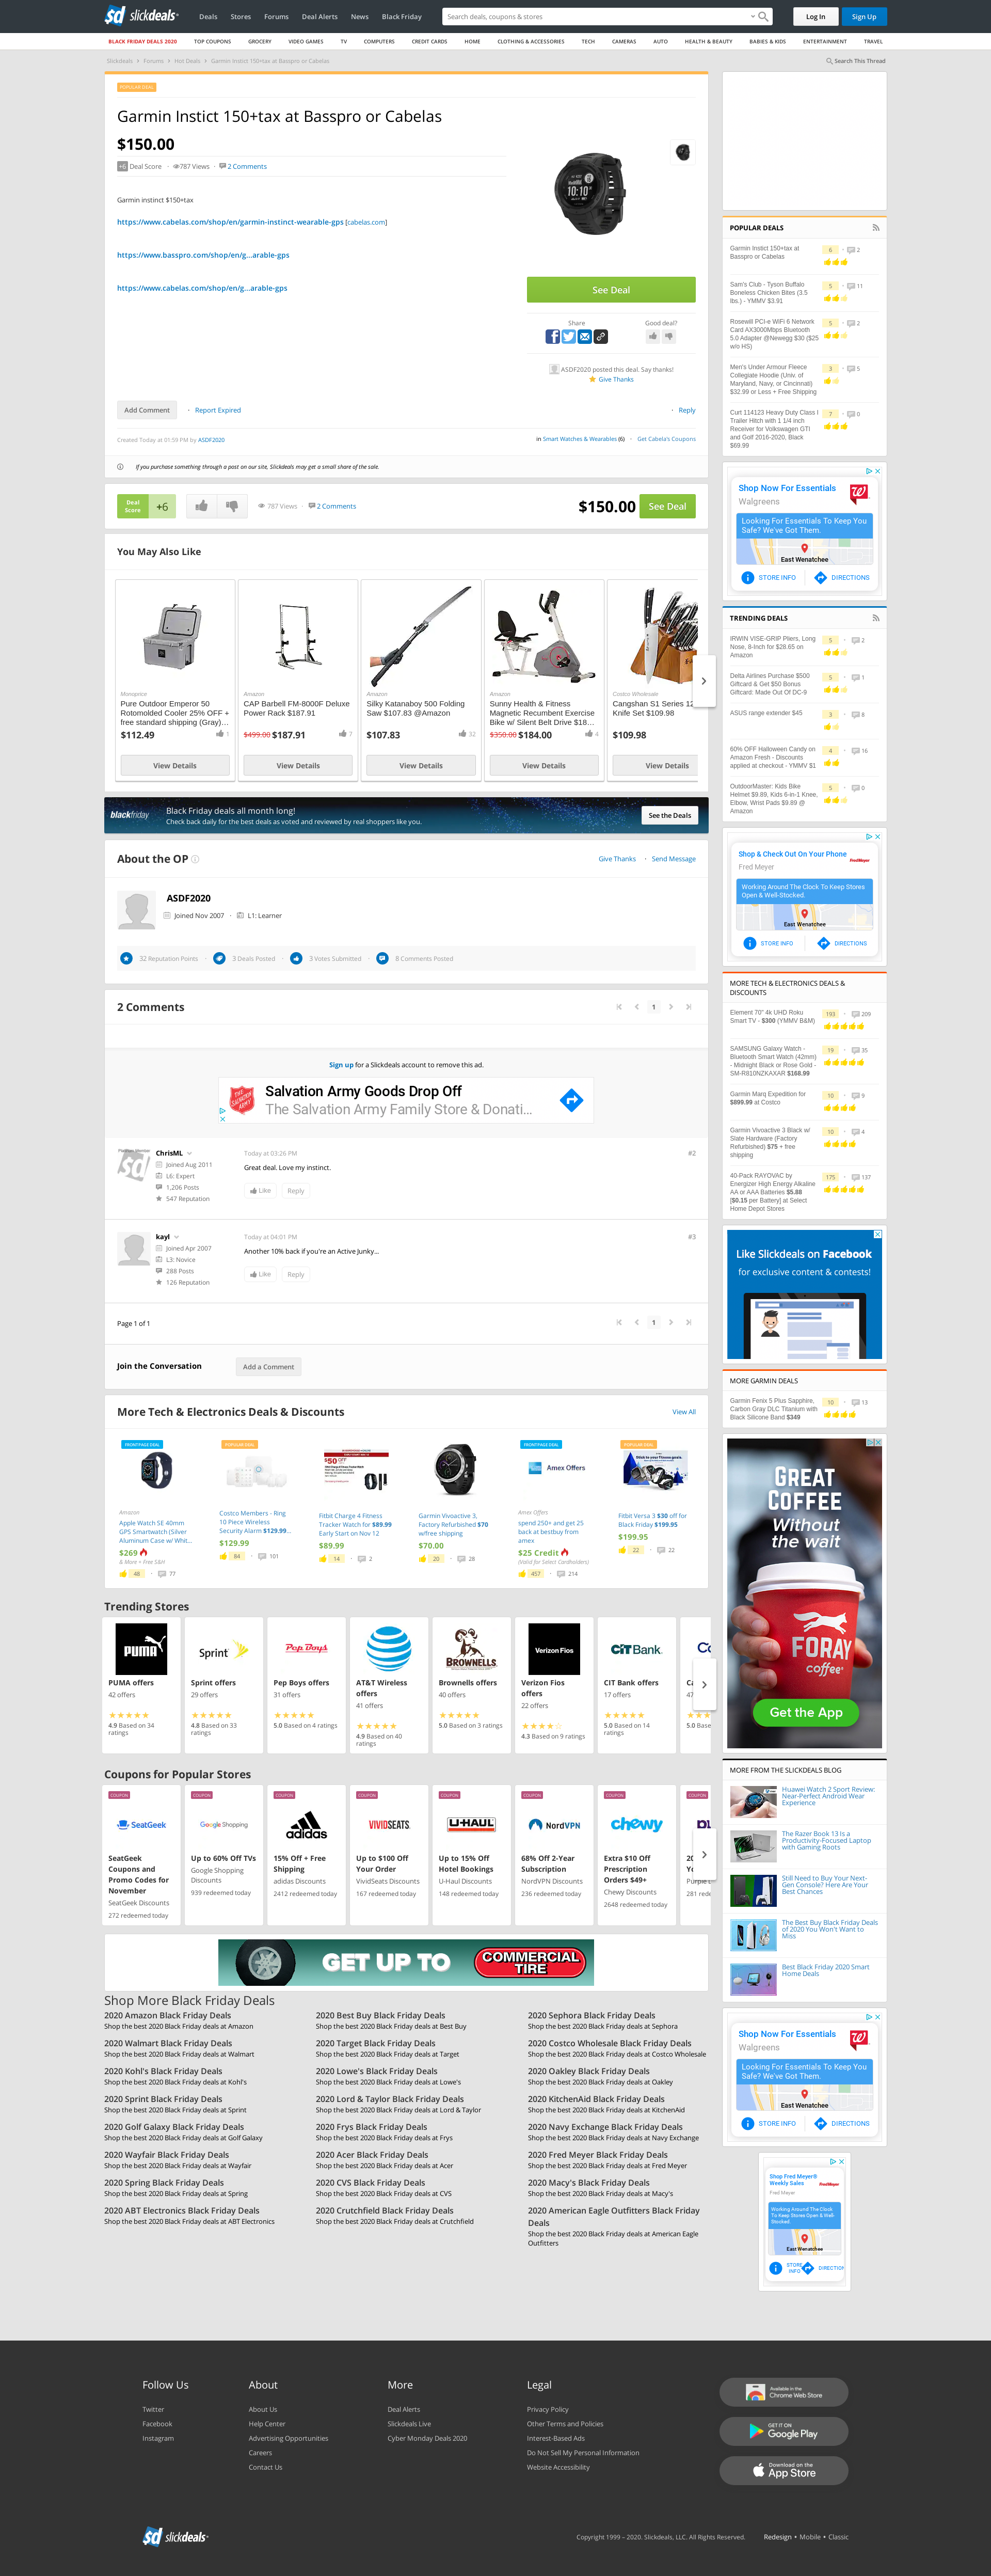 slickdeals
Deals
Stores
Forums
Deal Alerts
News
Black Friday
Search deals, coupons & stores
Log In
Sign Up
BLACK FRIDAY DEALS 2020
TOP COUPONS
GROCERY
VIDEO GAMES
TV
COMPUTERS
CREDIT CARDS
HOME
CLOTHING & ACCESSORIES
TECH
CAMERAS
AUTO
HEALTH & BEAUTY
BABIES & KIDS
ENTERTAINMENT
TRAVEL
Slickdeals › Forums › Hot Deals › Garmin Instict 150+tax at Basspro or Cabelas
Search This Thread
POPULAR DEAL
Garmin Instict 150+tax at Basspro or Cabelas
$150.00
+6 Deal Score · 787 Views · 2 Comments
Garmin instinct $150+tax
https://www.cabelas.com/shop/en/garmin-instinct-wearable-gps [cabelas.com]
https://www.basspro.com/shop/en/g...arable-gps
https://www.cabelas.com/shop/en/g...arable-gps
See Deal
Share
Good deal?
ASDF2020 posted this deal. Say thanks!
Give Thanks
Add Comment
· Report Expired
· Reply
Created Today at 01:59 PM by ASDF2020
in Smart Watches & Wearables (6) · Get Cabela's Coupons
If you purchase something through a post on our site, Slickdeals may get a small share of the sale.
Deal Score
+6
787 Views · 2 Comments
$150.00
See Deal
You May Also Like
Monoprice
Pure Outdoor Emperor 50 Rotomolded Cooler 25% OFF + free standard shipping (Gray)...
$112.49
1
View Details
Amazon
CAP Barbell FM-8000F Deluxe Power Rack $187.91
$499.00 $187.91
7
View Details
Amazon
Silky Katanaboy 500 Folding Saw $107.83 @Amazon
$107.83
32
View Details
Amazon
Sunny Health & Fitness Magnetic Recumbent Exercise Bike w/ Silent Belt Drive $18...
$350.00 $184.00
4
View Details
Costco Wholesale
Cangshan S1 Series 12
Knife Set $109.98
$109.98
View Details
blackfriday
Black Friday deals all month long!
Check back daily for the best deals as voted and reviewed by real shoppers like you.
See the Deals
About the OP
Give Thanks · Send Message
ASDF2020
Joined Nov 2007 · L1: Learner
32 Reputation Points · 3 Deals Posted · 3 Votes Submitted · 8 Comments Posted
2 Comments
1
Sign up for a Slickdeals account to remove this ad.
Salvation Army Goods Drop Off
The Salvation Army Family Store & Donati...
ChrisML
Joined Aug 2011
L6: Expert
1,206 Posts
547 Reputation
Today at 03:26 PM
#2
Great deal. Love my instinct.
Like
Reply
kayl
Joined Apr 2007
L3: Novice
288 Posts
126 Reputation
Today at 04:01 PM
#3
Another 10% back if you're an Active Junky...
Like
Reply
Page 1 of 1
1
Join the Conversation
Add a Comment
More Tech & Electronics Deals & Discounts
View All
FRONTPAGE DEAL
Amazon
Apple Watch SE 40mm GPS Smartwatch (Silver Aluminum Case w/ Whit...
$269
& More + Free S&H
48 · 77
POPULAR DEAL
Costco Members - Ring 10 Piece Wireless Security Alarm $129.99...
$129.99
84 · 101
Fitbit Charge 4 Fitness Tracker Watch for $89.99 Early Start on Nov 12
$89.99
14 · 2
Garmin Vivoactive 3, Factory Refurbished $70 w/free shipping
$70.00
20 · 28
FRONTPAGE DEAL
Amex Offers
Amex Offers
spend 250+ and get 25 back at bestbuy from amex
$25 Credit
(Valid for Select Cardholders)
457 · 214
POPULAR DEAL
Fitbit Versa 3 $30 off for Black Friday $199.95
$199.95
22 · 22
Trending Stores
PUMA offers
42 offers
4.9 Based on 34 ratings
Sprint offers
29 offers
4.8 Based on 33 ratings
Pep Boys offers
31 offers
5.0 Based on 4 ratings
AT&T Wireless offers
41 offers
4.9 Based on 40 ratings
Brownells offers
40 offers
5.0 Based on 3 ratings
Verizon Fios offers
22 offers
4.3 Based on 9 ratings
CIT Bank offers
17 offers
5.0 Based on 14 ratings
Coupons for Popular Stores
COUPON
SeatGeek
SeatGeek Coupons and Promo Codes for November
SeatGeek Discounts
272 redeemed today
COUPON
Google Shopping
Up to 60% Off TVs
Google Shopping Discounts
939 redeemed today
COUPON
adidas
15% Off + Free Shipping
adidas Discounts
2412 redeemed today
COUPON
VIVIDSEATS.
Up to $100 Off Your Order
VividSeats Discounts
167 redeemed today
COUPON
U-HAUL
Up to 15% Off Hotel Bookings
U-Haul Discounts
148 redeemed today
COUPON
NordVPN
68% Off 2-Year Subscription
NordVPN Discounts
236 redeemed today
COUPON
chewy
Extra $10 Off Prescription Orders $49+
Chewy Discounts
2648 redeemed today
COUPON
GET UP TO
COMMERCIAL TIRE
Shop More Black Friday Deals
2020 Amazon Black Friday Deals
Shop the best 2020 Black Friday deals at Amazon
2020 Best Buy Black Friday Deals
Shop the best 2020 Black Friday deals at Best Buy
2020 Sephora Black Friday Deals
Shop the best 2020 Black Friday deals at Sephora
2020 Walmart Black Friday Deals
Shop the best 2020 Black Friday deals at Walmart
2020 Target Black Friday Deals
Shop the best 2020 Black Friday deals at Target
2020 Costco Wholesale Black Friday Deals
Shop the best 2020 Black Friday deals at Costco Wholesale
2020 Kohl's Black Friday Deals
Shop the best 2020 Black Friday deals at Kohl's
2020 Lowe's Black Friday Deals
Shop the best 2020 Black Friday deals at Lowe's
2020 Oakley Black Friday Deals
Shop the best 2020 Black Friday deals at Oakley
2020 Sprint Black Friday Deals
Shop the best 2020 Black Friday deals at Sprint
2020 Lord & Taylor Black Friday Deals
Shop the best 2020 Black Friday deals at Lord & Taylor
2020 KitchenAid Black Friday Deals
Shop the best 2020 Black Friday deals at KitchenAid
2020 Golf Galaxy Black Friday Deals
Shop the best 2020 Black Friday deals at Golf Galaxy
2020 Frys Black Friday Deals
Shop the best 2020 Black Friday deals at Frys
2020 Navy Exchange Black Friday Deals
Shop the best 2020 Black Friday deals at Navy Exchange
2020 Wayfair Black Friday Deals
Shop the best 2020 Black Friday deals at Wayfair
2020 Acer Black Friday Deals
Shop the best 2020 Black Friday deals at Acer
2020 Fred Meyer Black Friday Deals
Shop the best 2020 Black Friday deals at Fred Meyer
2020 Spring Black Friday Deals
Shop the best 2020 Black Friday deals at Spring
2020 CVS Black Friday Deals
Shop the best 2020 Black Friday deals at CVS
2020 Macy's Black Friday Deals
Shop the best 2020 Black Friday deals at Macy's
2020 ABT Electronics Black Friday Deals
Shop the best 2020 Black Friday deals at ABT Electronics
2020 Crutchfield Black Friday Deals
Shop the best 2020 Black Friday deals at Crutchfield
2020 American Eagle Outfitters Black Friday Deals
Shop the best 2020 Black Friday deals at American Eagle Outfitters
POPULAR DEALS
Garmin Instict 150+tax at Basspro or Cabelas
6 · 2
Sam's Club - Tyson Buffalo Boneless Chicken Bites (3.5 lbs.) - YMMV $3.91
5 · 11
Rosewill PCI-e WiFi 6 Network Card AX3000Mbps Bluetooth 5.0 Adapter @Newegg $30 ($25 w/o HS)
5 · 2
Men's Under Armour Fleece Collegiate Hoodie (Univ. of Maryland, Navy, or Cincinnati) $32.99 or Less + Free Shipping
3 · 5
Curt 114123 Heavy Duty Class I Trailer Hitch with 1 1/4 inch Receiver for Volkswagen GTI and Golf 2016-2020, Black $69.99
7 · 0
Shop Now For Essentials
Walgreens
Looking For Essentials To Keep You Safe? We've Got Them.
East Wenatchee
STORE INFO
DIRECTIONS
TRENDING DEALS
IRWIN VISE-GRIP Pliers, Long Nose, 8-Inch for $28.65 on Amazon
5 · 2
Delta Airlines Purchase $500 Giftcard & Get $50 Bonus Giftcard: Made Out Of DC-9
5 · 1
ASUS range extender $45
3 · 8
60% OFF Halloween Candy on Amazon Fresh - Discounts applied at checkout - YMMV $1
4 · 16
OutdoorMaster: Kids Bike Helmet $9.89, Kids 6-in-1 Knee, Elbow, Wrist Pads $9.89 @ Amazon
5 · 0
Shop & Check Out On Your Phone
Fred Meyer
Working Around The Clock To Keep Stores Open & Well-Stocked.
East Wenatchee
STORE INFO
DIRECTIONS
MORE TECH & ELECTRONICS DEALS & DISCOUNTS
Element 70" 4k UHD Roku Smart TV - $300 (YMMV B&M)
193 · 209
SAMSUNG Galaxy Watch - Bluetooth Smart Watch (42mm) - Midnight Black or Rose Gold - SM-R810NZKAXAR $168.99
19 · 35
Garmin Marq Expedition for $899.99 at Costco
10 · 9
Garmin Vivoactive 3 Black w/ Slate Hardware (Factory Refurbished) $75 + free shipping
10 · 4
40-Pack RAYOVAC by Energizer High Energy Alkaline AA or AAA Batteries $5.88 [$0.15 per Battery] at Select Home Depot Stores
175 · 137
Like Slickdeals on Facebook
for exclusive content & contests!
MORE GARMIN DEALS
Garmin Fenix 5 Plus Sapphire, Carbon Gray DLC Titanium with Black Silicone Band $349
10 · 13
GREAT COFFEE
Without the wait
FORAY coffee
Get the App
MORE FROM THE SLICKDEALS BLOG
Huawei Watch 2 Sport Review: Near-Perfect Android Wear Experience
The Razer Book 13 Is a Productivity-Focused Laptop with Gaming Roots
Still Need to Buy Your Next-Gen Console? Here Are Your Best Chances
The Best Buy Black Friday Deals of 2020 You Won't Want to Miss
Best Black Friday 2020 Smart Home Deals
Shop Now For Essentials
Walgreens
Looking For Essentials To Keep You Safe? We've Got Them.
East Wenatchee
STORE INFO
DIRECTIONS
Shop Fred Meyer® Weekly Sales
Fred Meyer
Working Around The Clock To Keep Stores Open & Well-Stocked.
East Wenatchee
STORE INFO
DIRECTION
Follow Us
Twitter
Facebook
Instagram
About
About Us
Help Center
Advertising Opportunities
Careers
Contact Us
More
Deal Alerts
Slickdeals Live
Cyber Monday Deals 2020
Legal
Privacy Policy
Other Terms and Policies
Interest-Based Ads
Do Not Sell My Personal Information
Website Accessibility
Available in the Chrome Web Store
GET IT ON Google Play
Download on the App Store
slickdeals
Copyright 1999 - 2020. Slickdeals, LLC. All Rights Reserved.
Redesign • Mobile • Classic